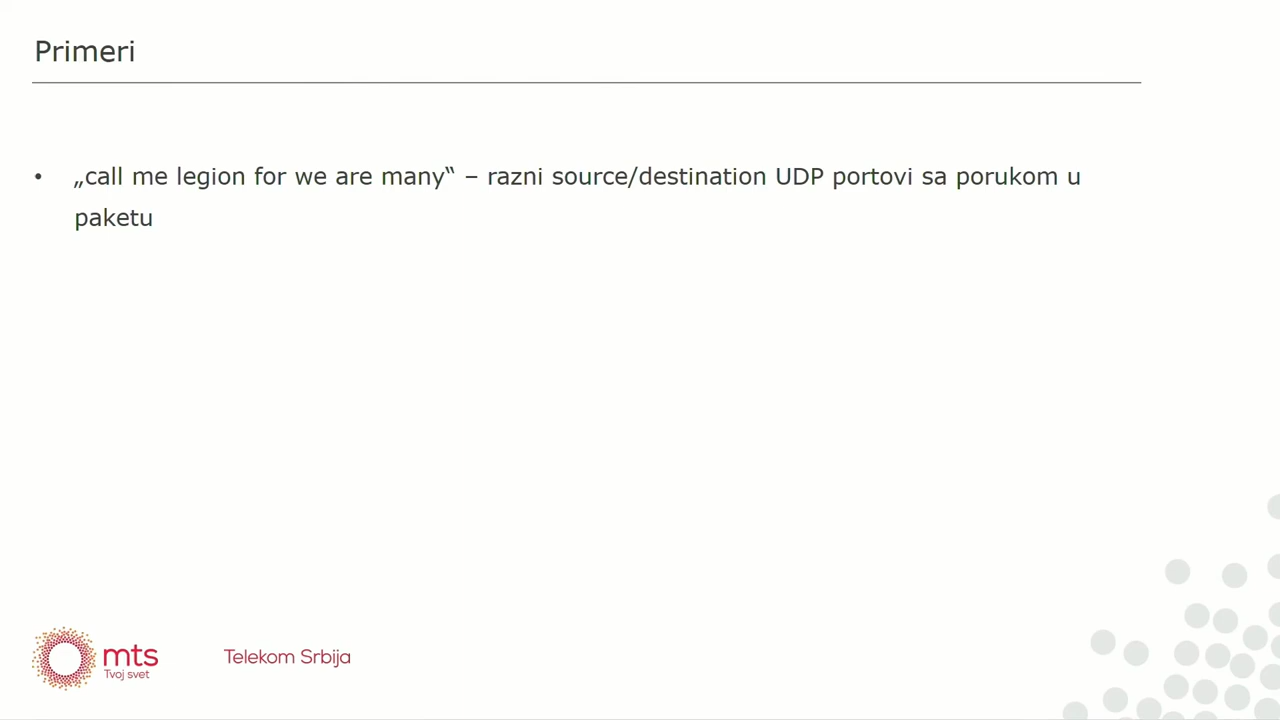 Primeri
• „call me legion for we are many“ – razni source/destination UDP portovi sa porukom u
paketu
mts
Tvoj svet
Telekom Srbija